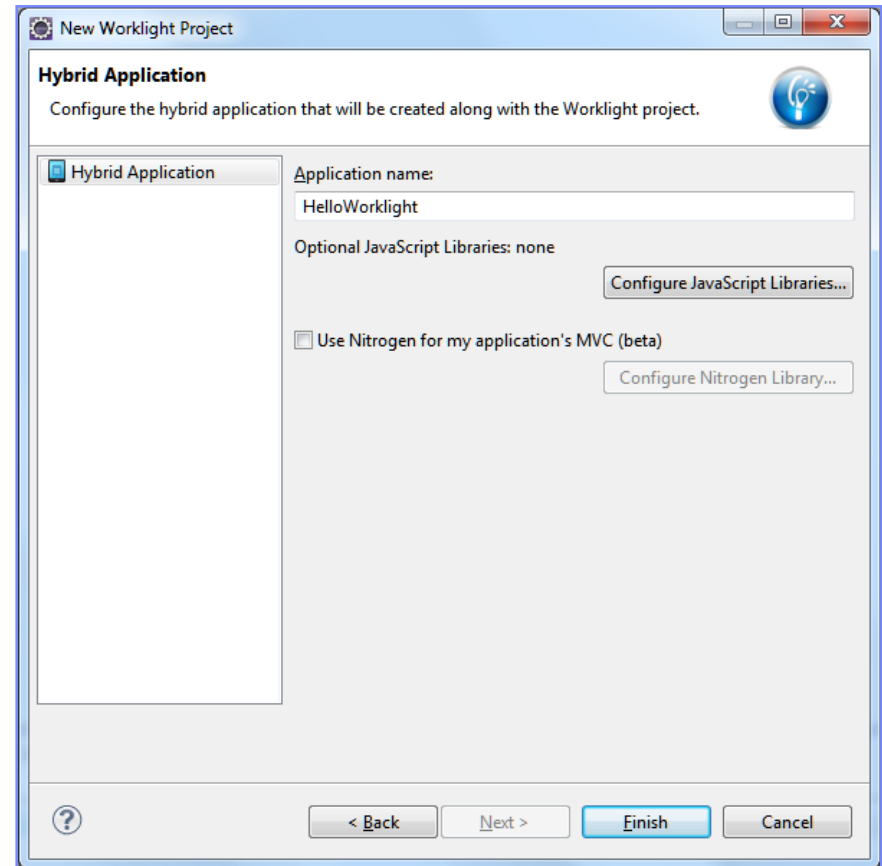 New Worklight Project
Hybrid Application
Configure the hybrid application that will be created along with the Worklight project.
Hybrid Application
Application name:
HelloWorklight
Optional JavaScript Libraries: none
Configure JavaScript Libraries...
Use Nitrogen for my application's MVC (beta)
Configure Nitrogen Library...
?
< Back
Next >
Finish
Cancel